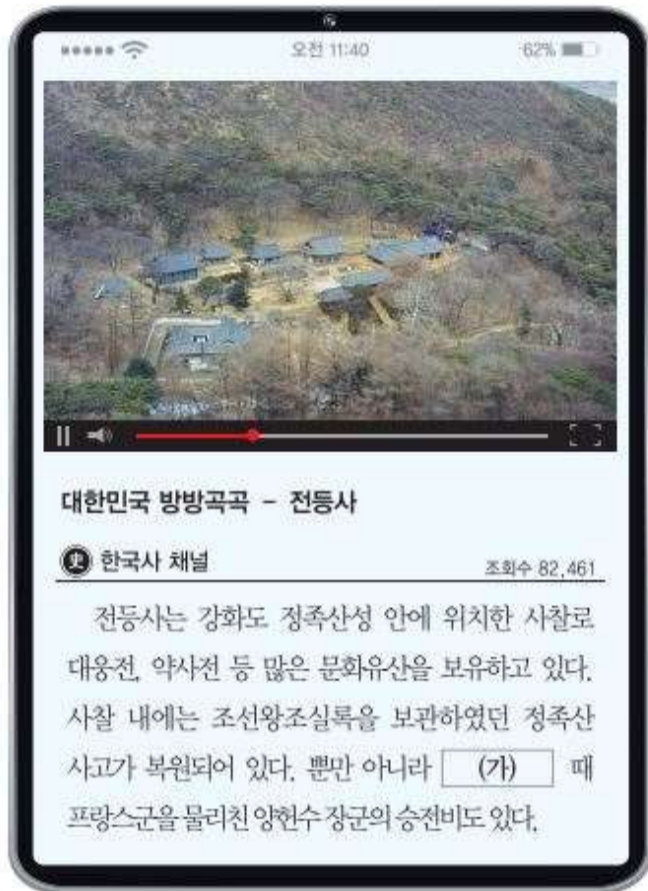 오전 11:40
62%
대한민국 방방곡곡 - 전등사
史 한국사 채널
조회수 82,461
전등사는 강화도 정족산성 안에 위치한 사찰로
대웅전, 약사전 등 많은 문화유산을 보유하고 있다.
사찰 내에는 조선왕조실록을 보관하였던 정족산
사고가 복원되어 있다. 뿐만 아니라 (가) 때
프랑스군을 물리친 양헌수 장군의 승전비도 있다.